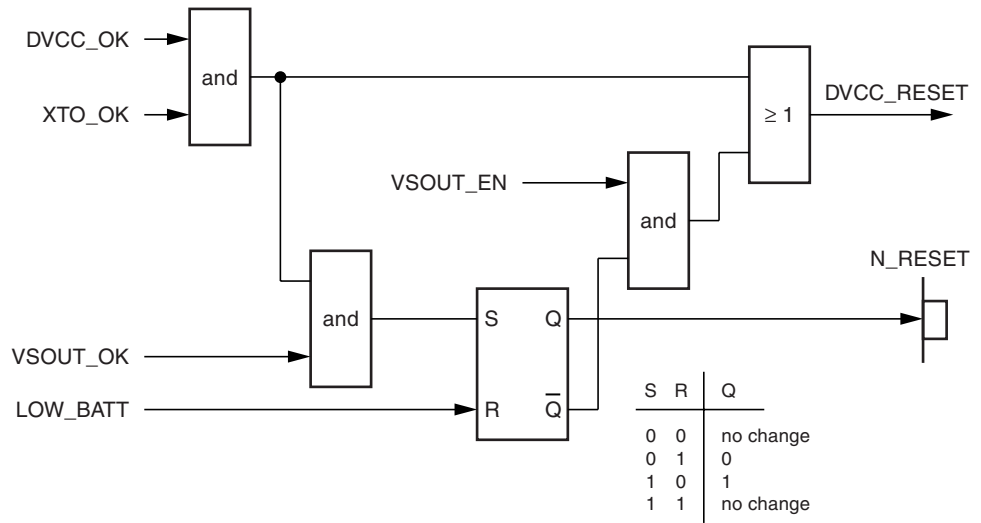 DVCC_OK
XTO_OK
and
≥ 1
DVCC_RESET
VSOUT_EN
and
N_RESET
and
S Q
VSOUT_OK
LOW_BATT
R Q̅
S R Q
0 0 no change
0 1 0
1 0 1
1 1 no change